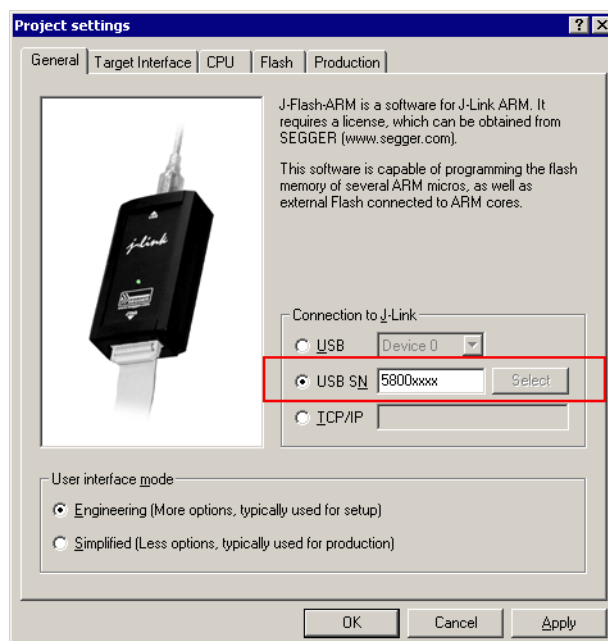 Project settings
General Target Interface CPU Flash Production
J-Flash-ARM is a software for J-Link ARM. It
requires a license, which can be obtained from
SEGGER (www.segger.com).
This software is capable of programming the flash
memory of several ARM micros, as well as
external Flash connected to ARM cores.
j-link
Connection to J-Link
USB Device 0
USB SN 5800xxxx Select
TCP/IP
User interface mode
Engineering (More options, typically used for setup)
Simplified (Less options, typically used for production)
OK Cancel Apply